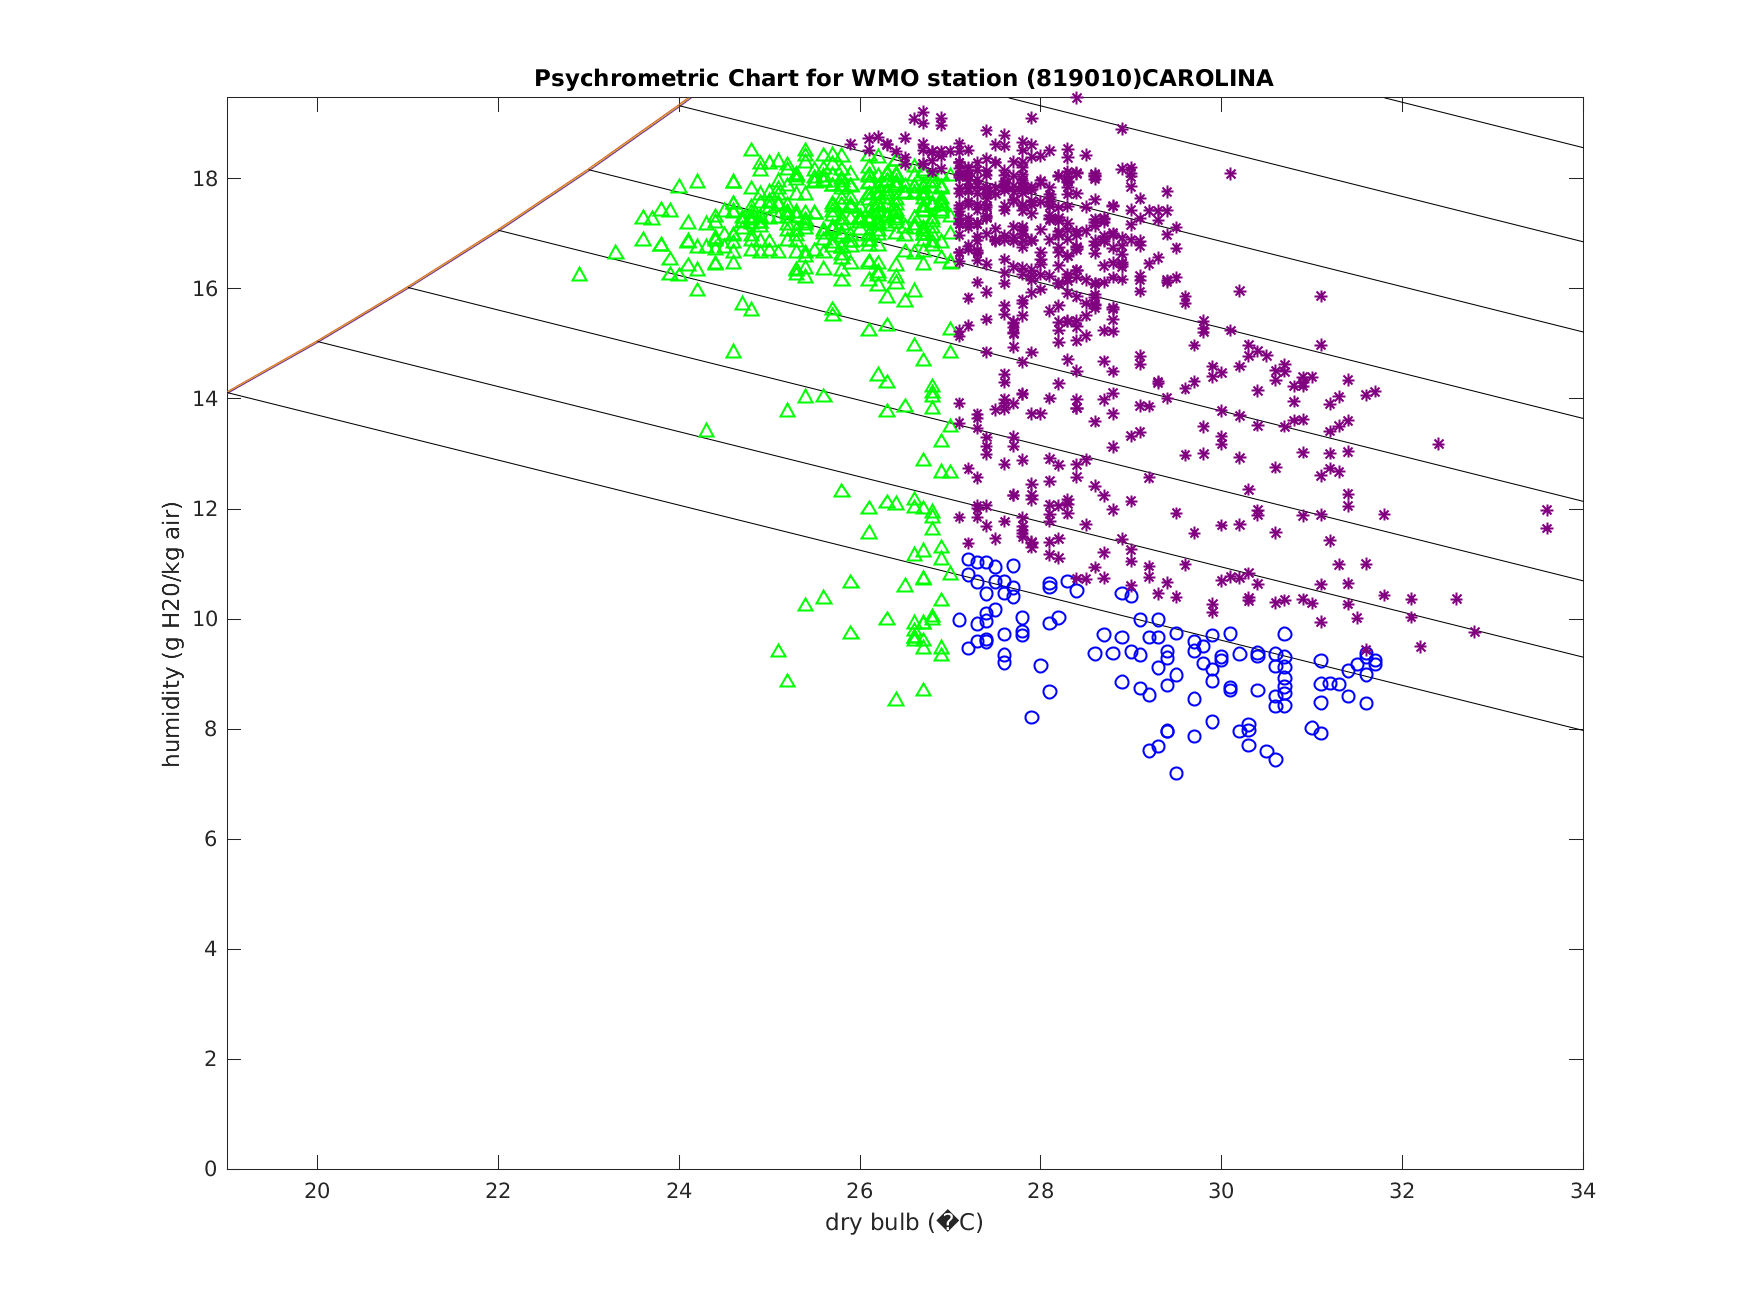 Psychrometric Chart for WMO station (819010)CAROLINA
humidity (g H20/kg air)
18
16
14
12
10
8
6
4
2
0
20 22 24 26 28 30 32 34
dry bulb (�C)